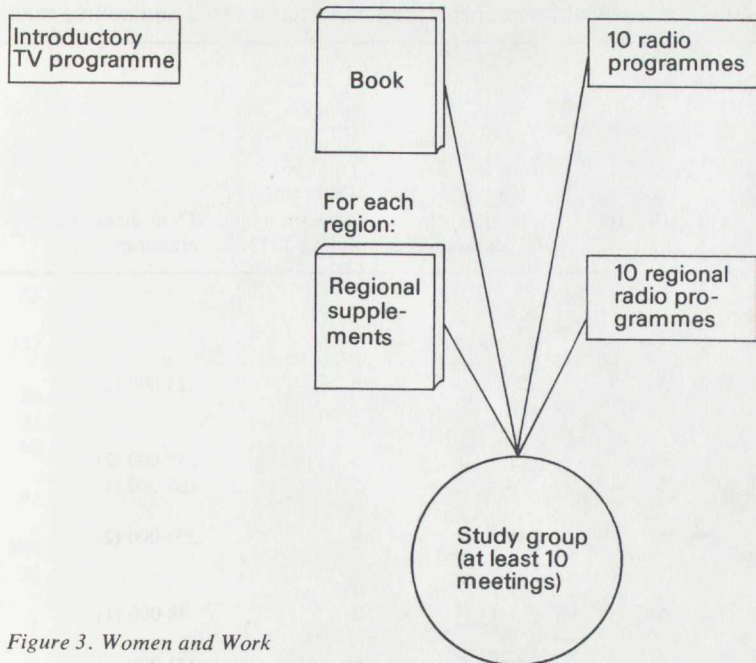 Introductory
TV programme
Book
10 radio
programmes
For each
region:
Regional
supple-
ments
10 regional
radio pro-
grammes
Study group
(at least 10
meetings)
Figure 3. Women and Work